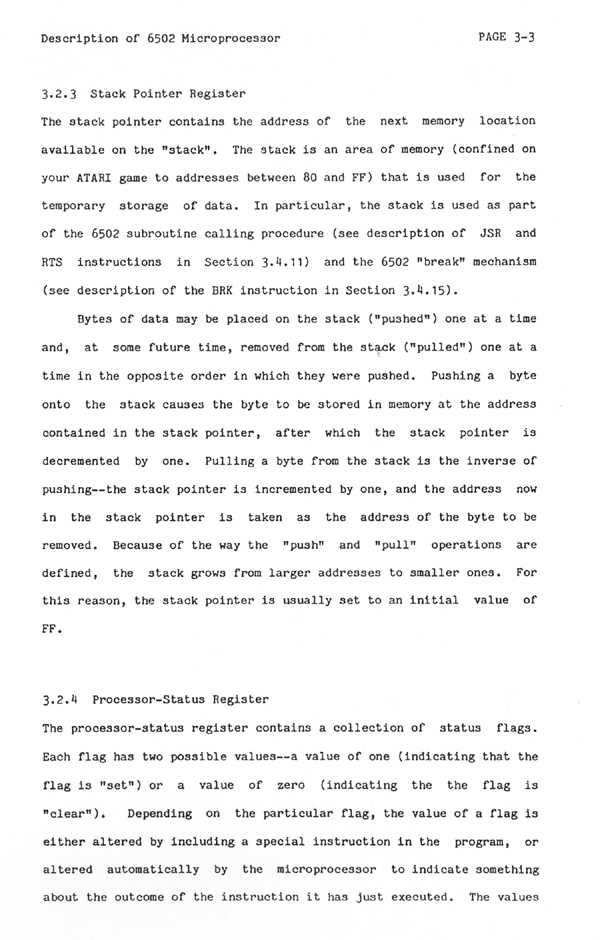 Description of 6502 Microprocessor PAGE 3-3
3.2.3 Stack Pointer Register
The stack pointer contains the address of the next memory location
available on the "stack". The stack is an area of memory (confined on
your ATARI game to addresses between 80 and FF) that is used for the
temporary storage of data. In particular, the stack is used as part
of the 6502 subroutine calling procedure (see description of JSR and
RTS instructions in Section 3.4.11) and the 6502 "break" mechanism
(see description of the BRK instruction in Section 3.4.15).
Bytes of data may be placed on the stack ("pushed") one at a time
and, at some future time, removed from the stack ("pulled") one at a
time in the opposite order in which they were pushed. Pushing a byte
onto the stack causes the byte to be stored in memory at the address
contained in the stack pointer, after which the stack pointer is
decremented by one. Pulling a byte from the stack is the inverse of
pushing--the stack pointer is incremented by one, and the address now
in the stack pointer is taken as the address of the byte to be
removed. Because of the way the "push" and "pull" operations are
defined, the stack grows from larger addresses to smaller ones. For
this reason, the stack pointer is usually set to an initial value of
FF.
3.2.4 Processor-Status Register
The processor-status register contains a collection of status flags.
Each flag has two possible values--a value of one (indicating that the
flag is "set") or a value of zero (indicating the the flag is
"clear"). Depending on the particular flag, the value of a flag is
either altered by including a special instruction in the program, or
altered automatically by the microprocessor to indicate something
about the outcome of the instruction it has just executed. The values